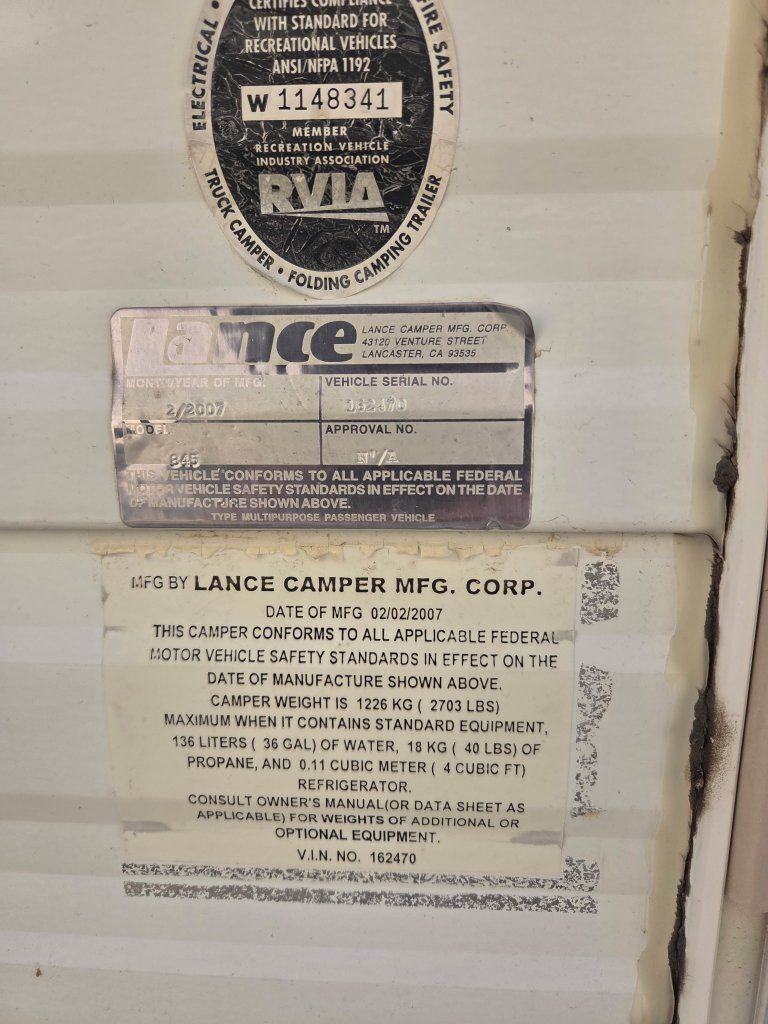 CERTIFIES COMPLIANCE
WITH STANDARD FOR
RECREATIONAL VEHICLES
ANSI/NFPA 1192
ELECTRICAL •
FIRE SAFETY
W 1148341
MEMBER
RECREATION VEHICLE
INDUSTRY ASSOCIATION
RVIA
TM
TRUCK CAMPER • FOLDING CAMPING TRAILER
Lance
LANCE CAMPER MFG. CORP.
43120 VENTURE STREET
LANCASTER, CA 93535
MONTH/YEAR OF MFG.
VEHICLE SERIAL NO.
2/2007
162470
MODEL
APPROVAL NO.
845
N/A
THIS VEHICLE CONFORMS TO ALL APPLICABLE FEDERAL
MOTOR VEHICLE SAFETY STANDARDS IN EFFECT ON THE DATE
OF MANUFACTURE SHOWN ABOVE.
TYPE MULTIPURPOSE PASSENGER VEHICLE
MFG BY LANCE CAMPER MFG. CORP.
DATE OF MFG 02/02/2007
THIS CAMPER CONFORMS TO ALL APPLICABLE FEDERAL
MOTOR VEHICLE SAFETY STANDARDS IN EFFECT ON THE
DATE OF MANUFACTURE SHOWN ABOVE.
CAMPER WEIGHT IS 1226 KG ( 2703 LBS)
MAXIMUM WHEN IT CONTAINS STANDARD EQUIPMENT,
136 LITERS ( 36 GAL) OF WATER, 18 KG ( 40 LBS) OF
PROPANE, AND 0.11 CUBIC METER ( 4 CUBIC FT)
REFRIGERATOR.
CONSULT OWNER'S MANUAL(OR DATA SHEET AS
APPLICABLE) FOR WEIGHTS OF ADDITIONAL OR
OPTIONAL EQUIPMENT.
V.I.N. NO. 162470